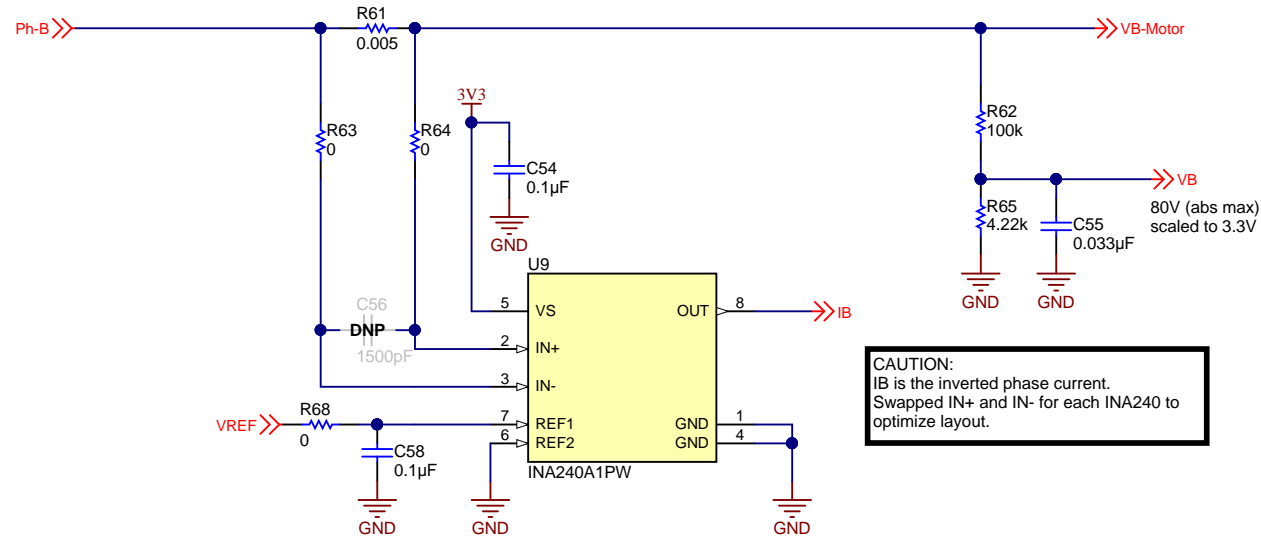 Ph-B
R61
0.005
VB-Motor
R63
0
R64
0
3V3
C54
0.1µF
GND
R62
100k
VB
80V (abs max)
scaled to 3.3V
R65
4.22k
C55
0.033µF
GND
GND
U9
5
VS
OUT
8
IB
C56
DNP
1500pF
2
IN+
3
IN-
CAUTION:
IB is the inverted phase current.
Swapped IN+ and IN- for each INA240 to
optimize layout.
VREF
R68
0
C58
0.1µF
GND
7
REF1
6
REF2
GND
1
GND
4
INA240A1PW
GND
GND